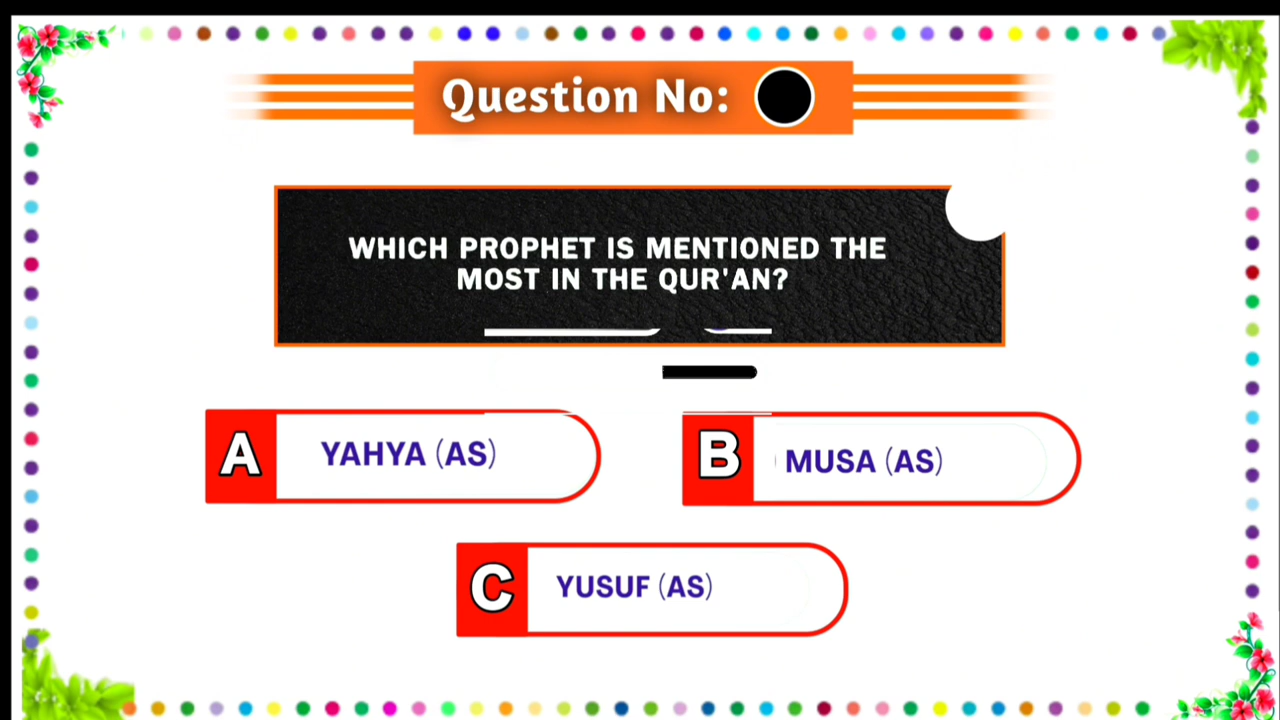 Question No:
WHICH PROPHET IS MENTIONED THE
MOST IN THE QUR'AN?
A YAHYA (AS)
B MUSA (AS)
C YUSUF (AS)